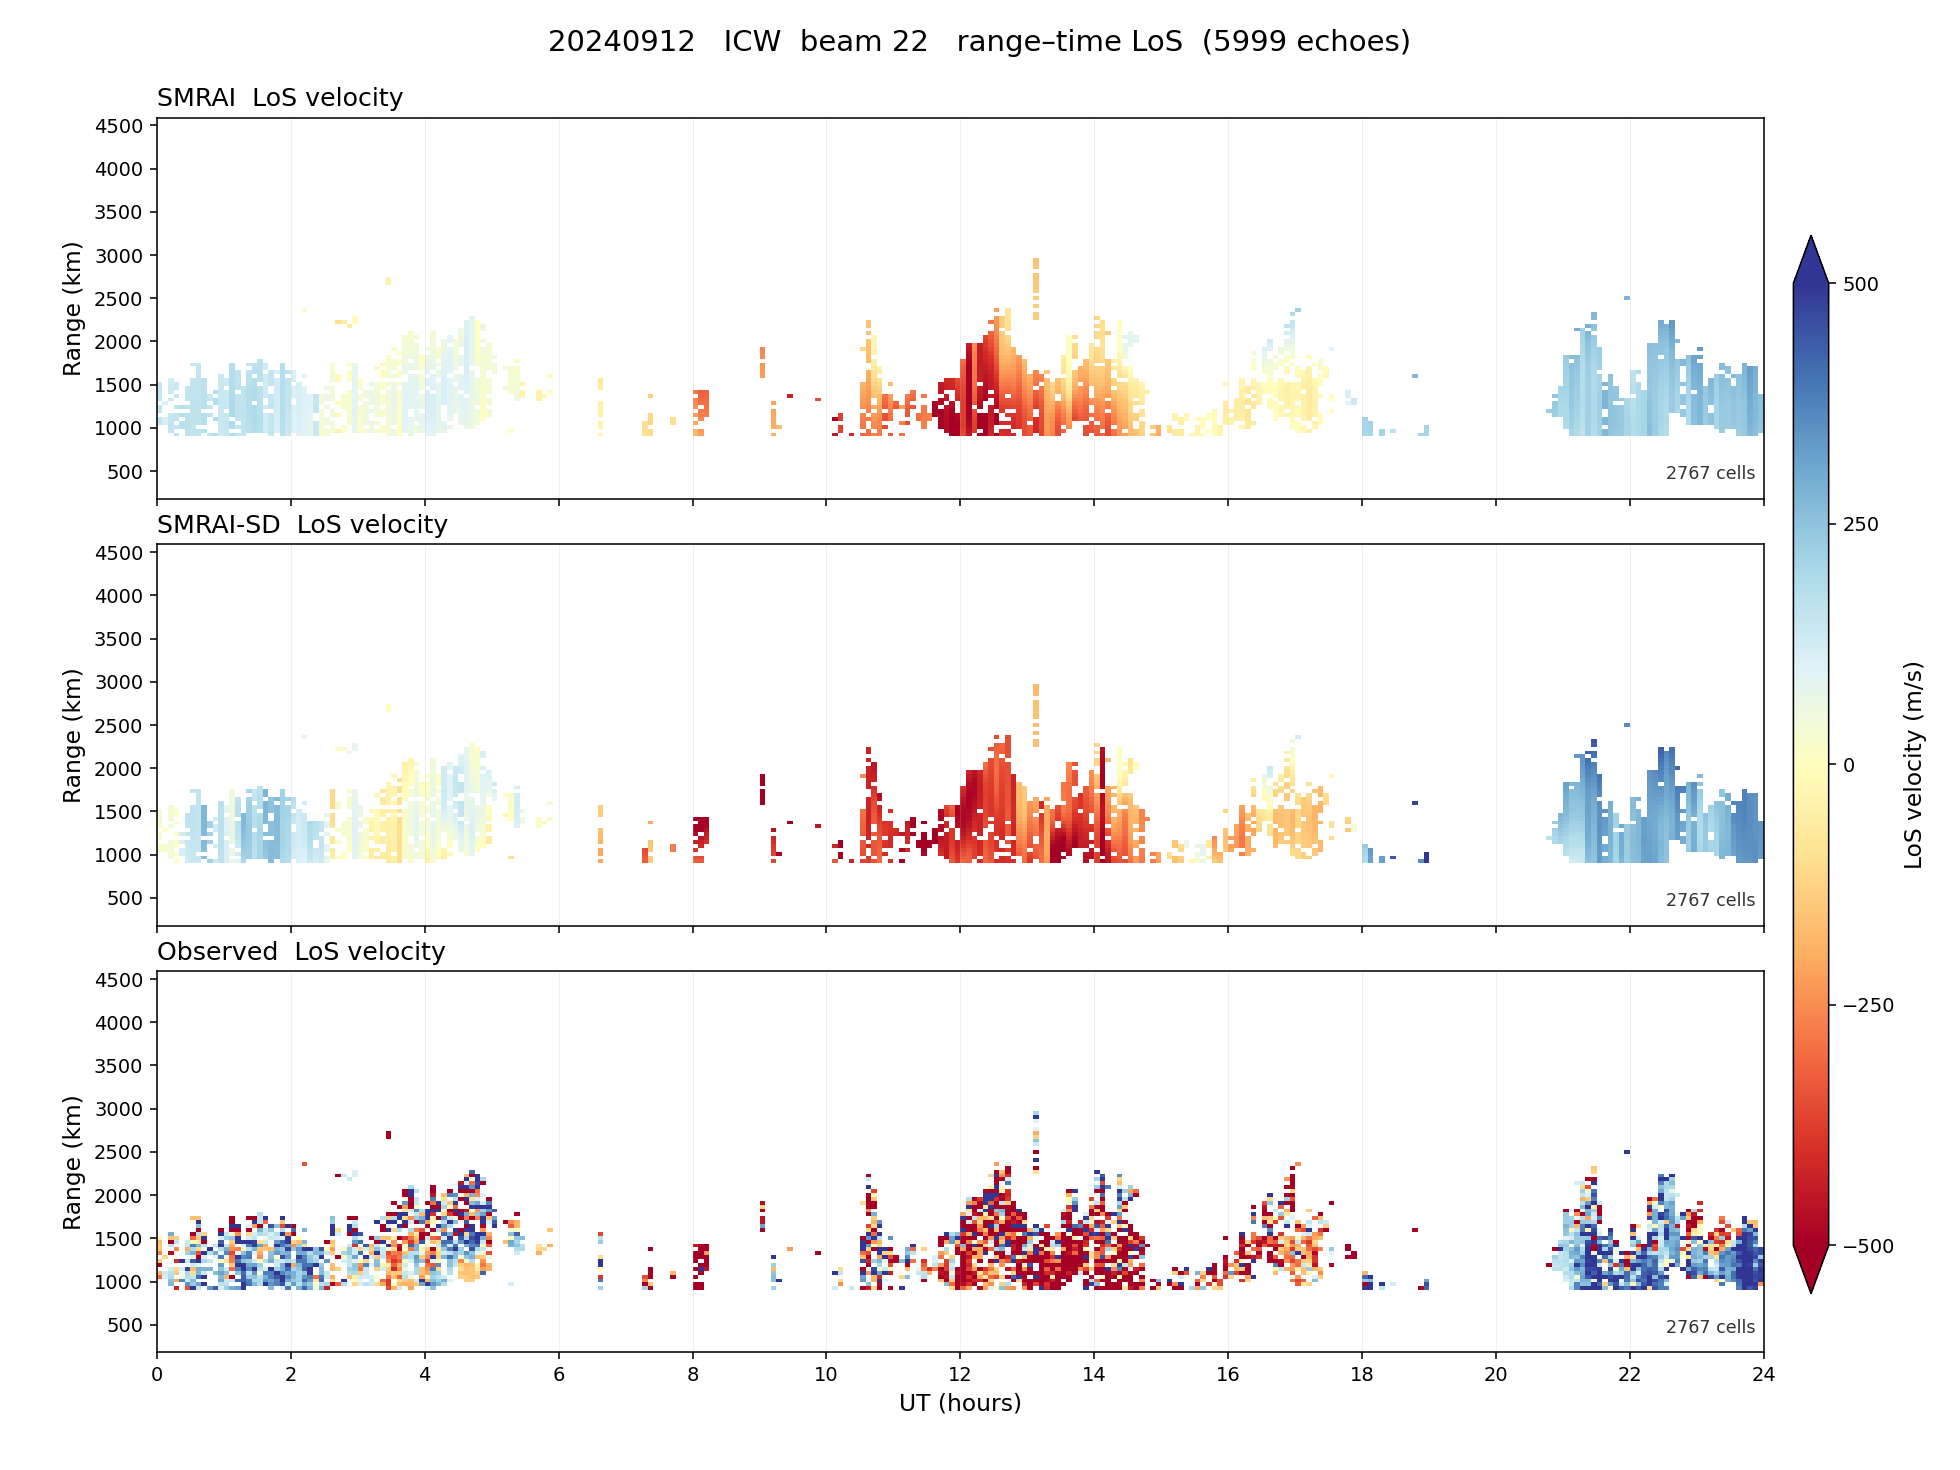 20240912   ICW  beam 22   range–time LoS  (5999 echoes)
SMRAI  LoS velocity
4500
4000
3500
3000
2500
2000
1500
1000
500
Range (km)
2767 cells
SMRAI-SD  LoS velocity
4500
4000
3500
3000
2500
2000
1500
1000
500
Range (km)
2767 cells
Observed  LoS velocity
4500
4000
3500
3000
2500
2000
1500
1000
500
Range (km)
2767 cells
0 2 4 6 8 10 12 14 16 18 20 22 24
UT (hours)
500
250
0
−250
−500
LoS velocity (m/s)